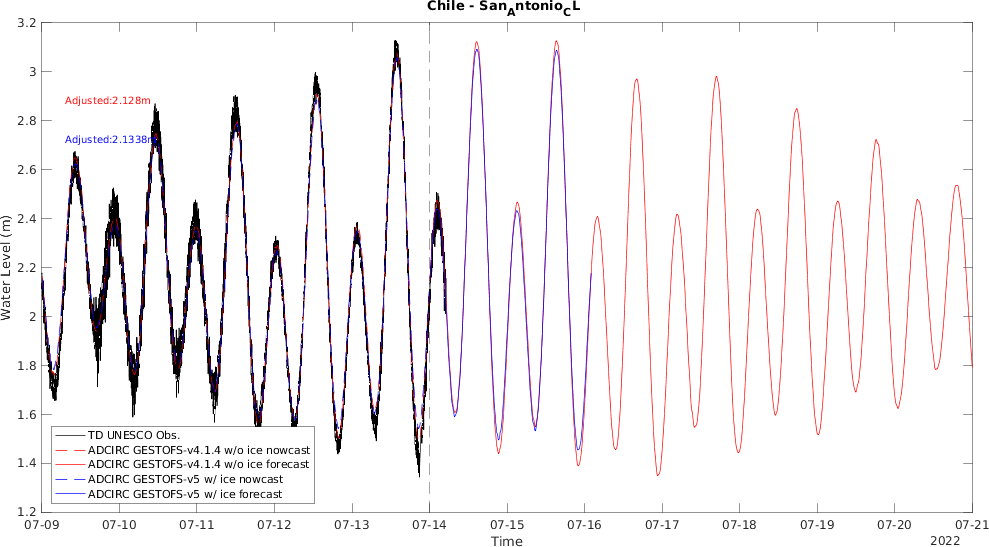 Chile - SanAntonioCL
3.2
3
2.8
2.6
2.4
2.2
2
1.8
1.6
1.4
1.2
Water Level (m)
Adjusted:2.128m
Adjusted:2.1338m
TD UNESCO Obs.
ADCIRC GESTOFS-v4.1.4 w/o ice nowcast
ADCIRC GESTOFS-v4.1.4 w/o ice forecast
ADCIRC GESTOFS-v5 w/ ice nowcast
ADCIRC GESTOFS-v5 w/ ice forecast
07-09 07-10 07-11 07-12 07-13 07-14 07-15 07-16 07-17 07-18 07-19 07-20 07-21
Time
2022